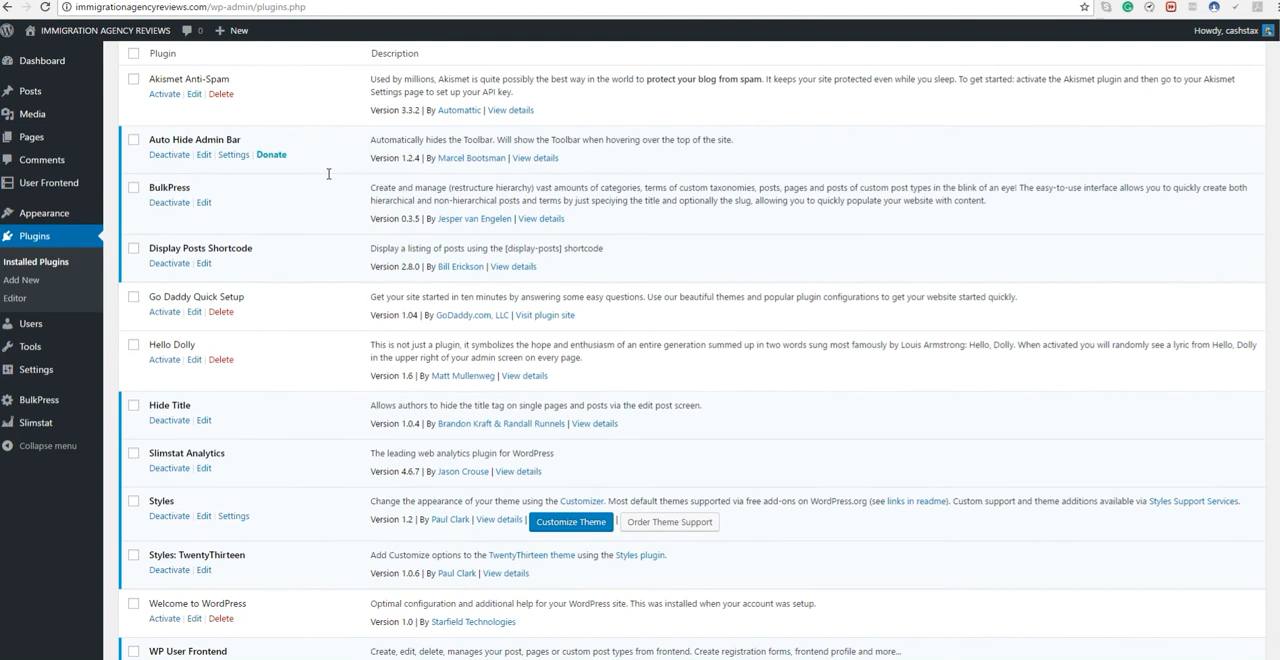 immigrationagencyreviews.com/wp-admin/plugins.php
IMMIGRATION AGENCY REVIEWS 0 New Howdy, cashstax
Dashboard
Posts
Media
Pages
Comments
User Frontend
Appearance
Plugins
Installed Plugins
Add New
Editor
Users
Tools
Settings
BulkPress
Slimstat
Collapse menu
Plugin Description
Akismet Anti-Spam
Activate | Edit | Delete
Used by millions, Akismet is quite possibly the best way in the world to protect your blog from spam. It keeps your site protected even while you sleep. To get started: activate the Akismet plugin and then go to your Akismet
Settings page to set up your API key.
Version 3.3.2 | By Automattic | View details
Auto Hide Admin Bar
Deactivate | Edit | Settings | Donate
Automatically hides the Toolbar. Will show the Toolbar when hovering over the top of the site.
Version 1.2.4 | By Marcel Bootsman | View details
BulkPress
Deactivate | Edit
Create and manage (restructure hierarchy) vast amounts of categories, terms of custom taxonomies, posts, pages and posts of custom post types in the blink of an eye! The easy-to-use interface allows you to quickly create both
hierarchical and non-hierarchical posts and terms by just speciying the title and optionally the slug, allowing you to quickly populate your website with content.
Version 0.3.5 | By Jesper van Engelen | View details
Display Posts Shortcode
Deactivate | Edit
Display a listing of posts using the [display-posts] shortcode
Version 2.8.0 | By Bill Erickson | View details
Go Daddy Quick Setup
Activate | Edit | Delete
Get your site started in ten minutes by answering some easy questions. Use our beautiful themes and popular plugin configurations to get your website started quickly.
Version 1.04 | By GoDaddy.com, LLC | Visit plugin site
Hello Dolly
Activate | Edit | Delete
This is not just a plugin, it symbolizes the hope and enthusiasm of an entire generation summed up in two words sung most famously by Louis Armstrong: Hello, Dolly. When activated you will randomly see a lyric from Hello, Dolly
in the upper right of your admin screen on every page.
Version 1.6 | By Matt Mullenweg | View details
Hide Title
Deactivate | Edit
Allows authors to hide the title tag on single pages and posts via the edit post screen.
Version 1.0.4 | By Brandon Kraft & Randall Runnels | View details
Slimstat Analytics
Deactivate | Edit
The leading web analytics plugin for WordPress
Version 4.6.7 | By Jason Crouse | View details
Styles
Deactivate | Edit | Settings
Change the appearance of your theme using the Customizer. Most default themes supported via free add-ons on WordPress.org (see links in readme). Custom support and theme additions available via Styles Support Services.
Version 1.2 | By Paul Clark | View details | Customize Theme | Order Theme Support
Styles: TwentyThirteen
Deactivate | Edit
Add Customize options to the TwentyThirteen theme using the Styles plugin.
Version 1.0.6 | By Paul Clark | View details
Welcome to WordPress
Activate | Edit | Delete
Optimal configuration and additional help for your WordPress site. This was installed when your account was setup.
Version 1.0 | By Starfield Technologies
WP User Frontend
Create, edit, delete, manages your post, pages or custom post types from frontend. Create registration forms, frontend profile and more...